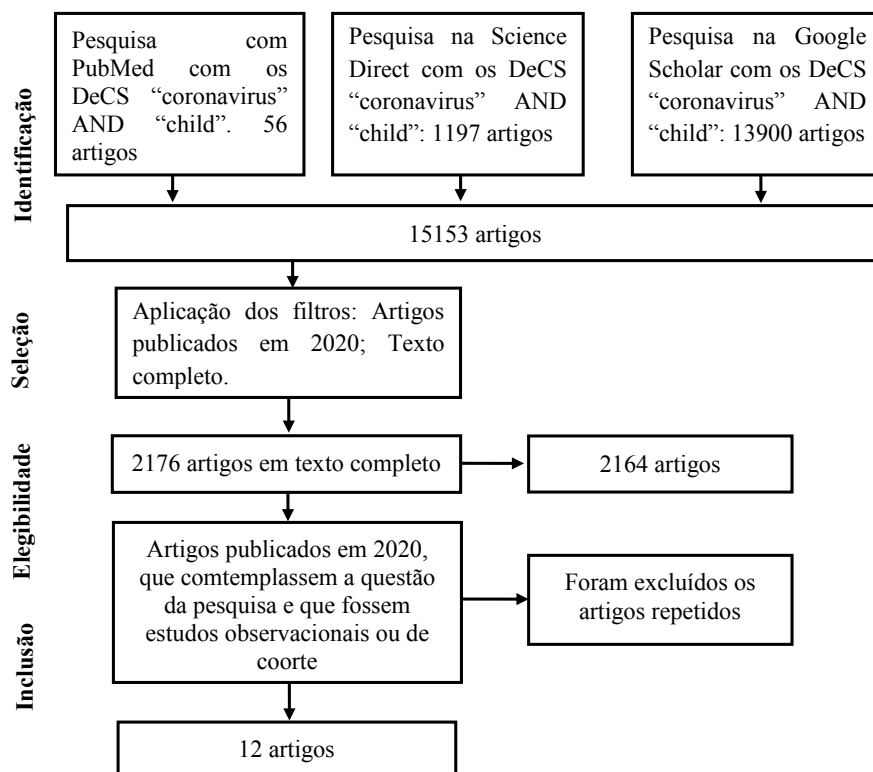 Identificação
Pesquisa com
PubMed com os
DeCS “coronavirus”
AND “child”. 56
artigos
Pesquisa na Science
Direct com os DeCS
“coronavirus” AND
“child”: 1197 artigos
Pesquisa na Google
Scholar com os DeCS
“coronavirus” AND
“child”: 13900 artigos
15153 artigos
Seleção
Aplicação dos filtros: Artigos
publicados em 2020; Texto
completo.
Elegibilidade
2176 artigos em texto completo
2164 artigos
Artigos publicados em 2020,
que comtemplassem a questão
da pesquisa e que fossem
estudos observacionais ou de
coorte
Foram excluídos os
artigos repetidos
Inclusão
12 artigos